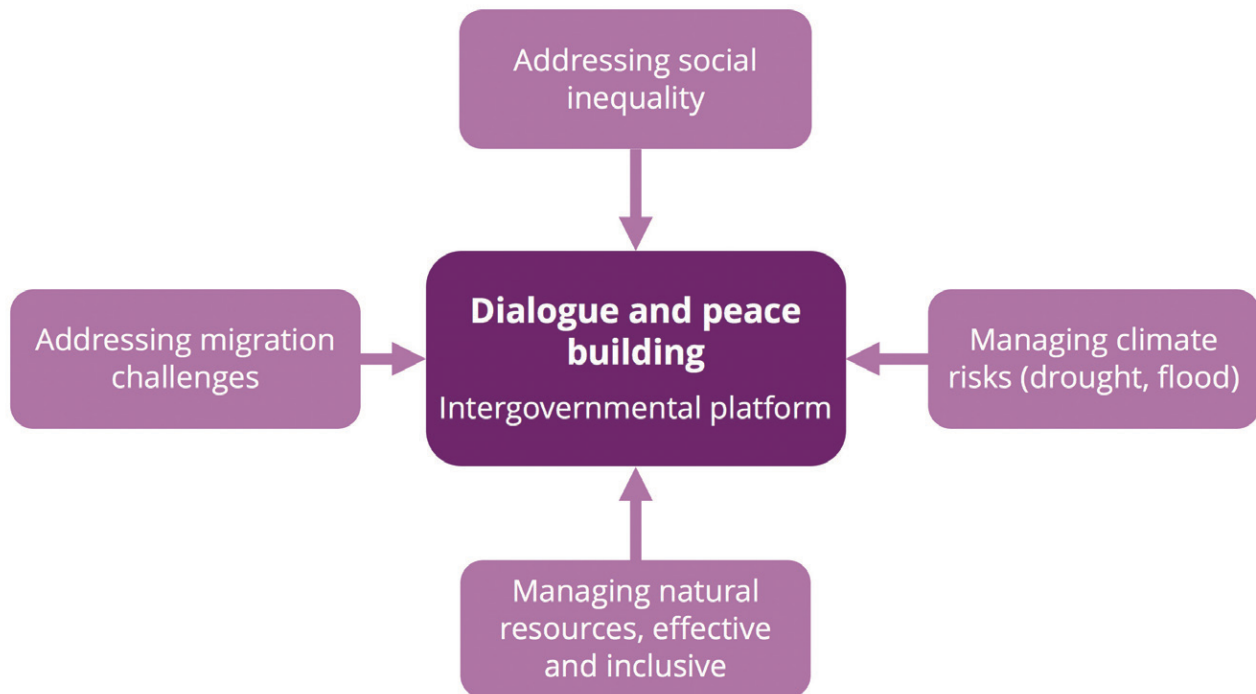 Addressing social
inequality
Addressing migration
challenges
Dialogue and peace
building
Intergovernmental platform
Managing climate
risks (drought, flood)
Managing natural
resources, effective
and inclusive